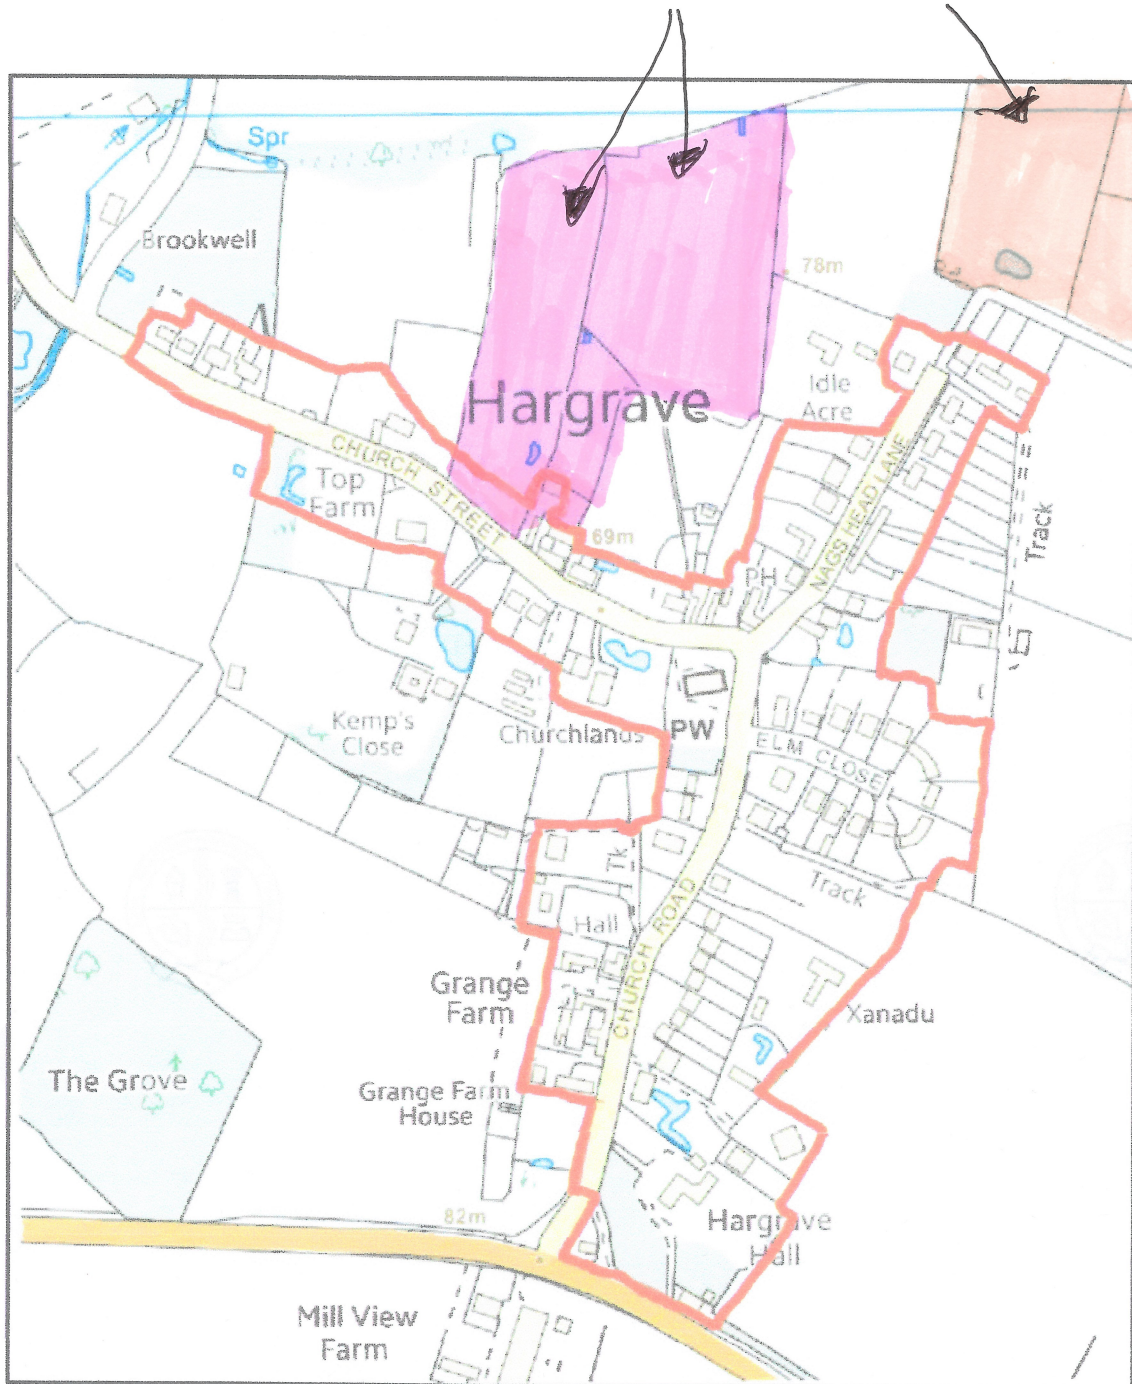 Spr
Brookwell
78m
Hargrave
Idle
Acre
CHURCH STREET
Top
Farm
NAGS HEAD LANE
69m
Track
PH
Kemp's
Close
Churchlands
PW
ELM CLOSE
Tk
Track
Hall
CHURCH ROAD
Grange
Farm
Xanadu
The Grove
Grange Farm
House
82m
Hargrave
Hall
Mill View
Farm